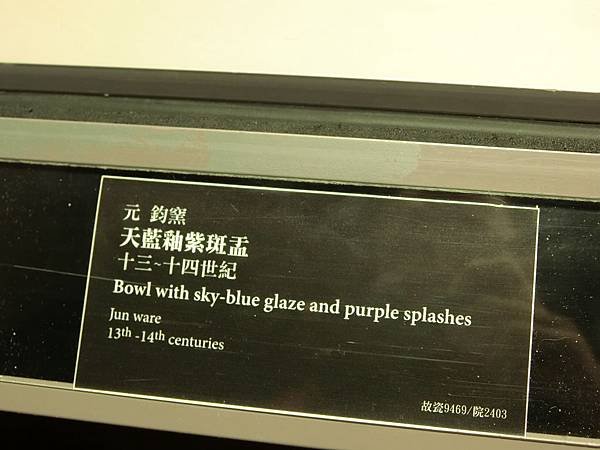 元 鈞窯
天藍釉紫斑盂
十三~十四世紀
Bowl with sky-blue glaze and purple splashes
Jun ware
13th -14th centuries
故瓷9469/院2403